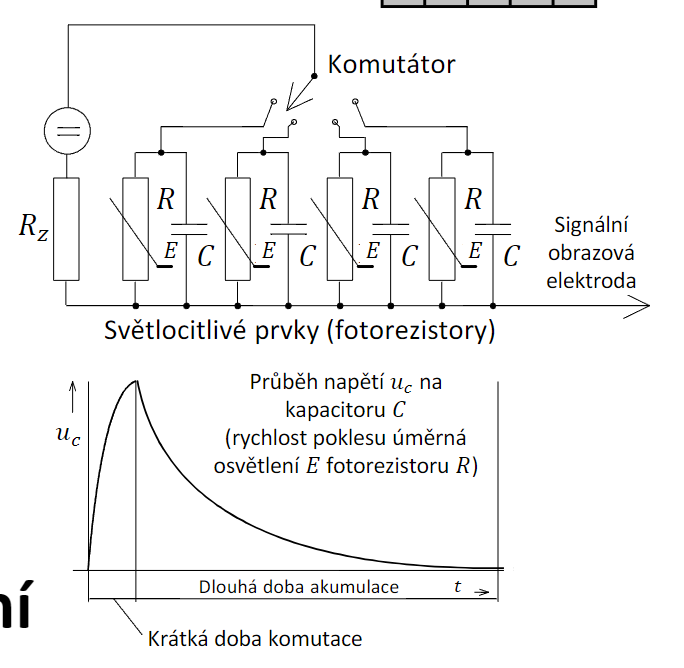 Komutátor
=
R_Z
R E C
R E C
R E C
R E C
Signální
obrazová
elektroda
Světlocitlivé prvky (fotorezistory)
Průběh napětí u_c na
kapacitoru C
(rychlost poklesu úměrná
osvětlení E fotorezistoru R)
u_c
Dlouhá doba akumulace t
ní
Krátká doba komutace